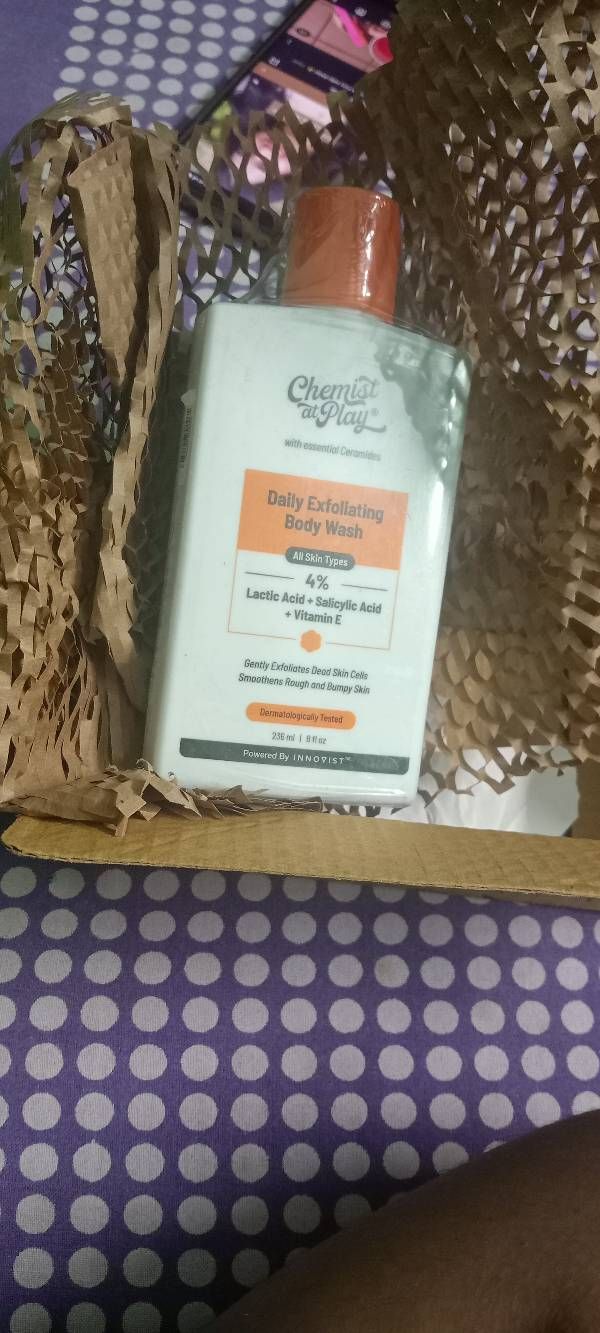 Chemist
at Play®
with essential Ceramides
Daily Exfoliating
Body Wash
All Skin Types
4%
Lactic Acid + Salicylic Acid
+ Vitamin E
Gently Exfoliates Dead Skin Cells
Smoothens Rough and Bumpy Skin
Dermatologically Tested
236 ml | 8 fl oz
Powered By INNOVIST™